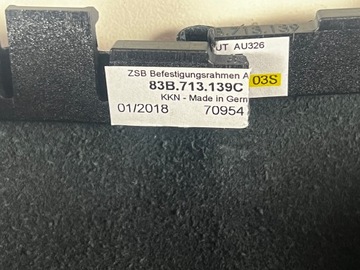 UT AU326
ZSB Befestigungsrahmen A
03S
83B.713.139C
KKN - Made in Germ
01/2018 70954